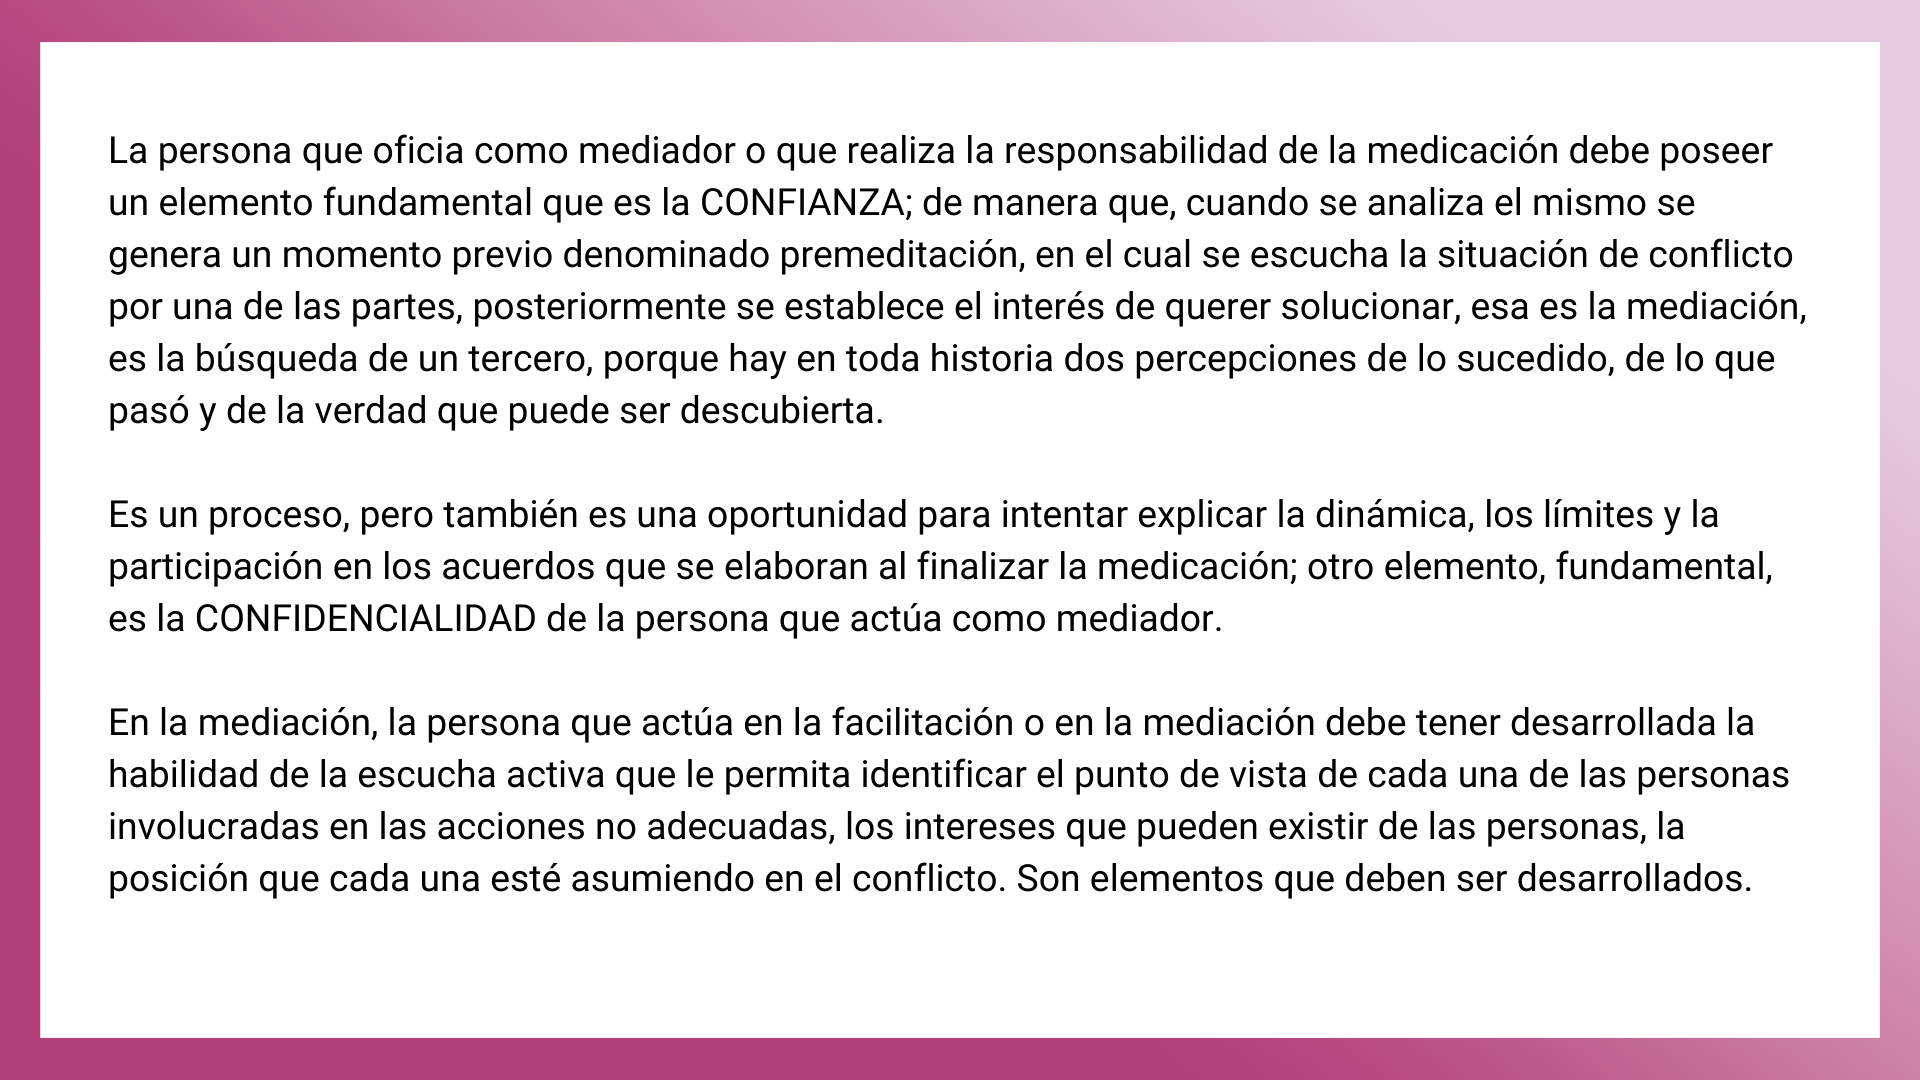 La persona que oficia como mediador o que realiza la responsabilidad de la medicación debe poseer
un elemento fundamental que es la CONFIANZA; de manera que, cuando se analiza el mismo se
genera un momento previo denominado premeditación, en el cual se escucha la situación de conflicto
por una de las partes, posteriormente se establece el interés de querer solucionar, esa es la mediación,
es la búsqueda de un tercero, porque hay en toda historia dos percepciones de lo sucedido, de lo que
pasó y de la verdad que puede ser descubierta.
Es un proceso, pero también es una oportunidad para intentar explicar la dinámica, los límites y la
participación en los acuerdos que se elaboran al finalizar la medicación; otro elemento, fundamental,
es la CONFIDENCIALIDAD de la persona que actúa como mediador.
En la mediación, la persona que actúa en la facilitación o en la mediación debe tener desarrollada la
habilidad de la escucha activa que le permita identificar el punto de vista de cada una de las personas
involucradas en las acciones no adecuadas, los intereses que pueden existir de las personas, la
posición que cada una esté asumiendo en el conflicto. Son elementos que deben ser desarrollados.